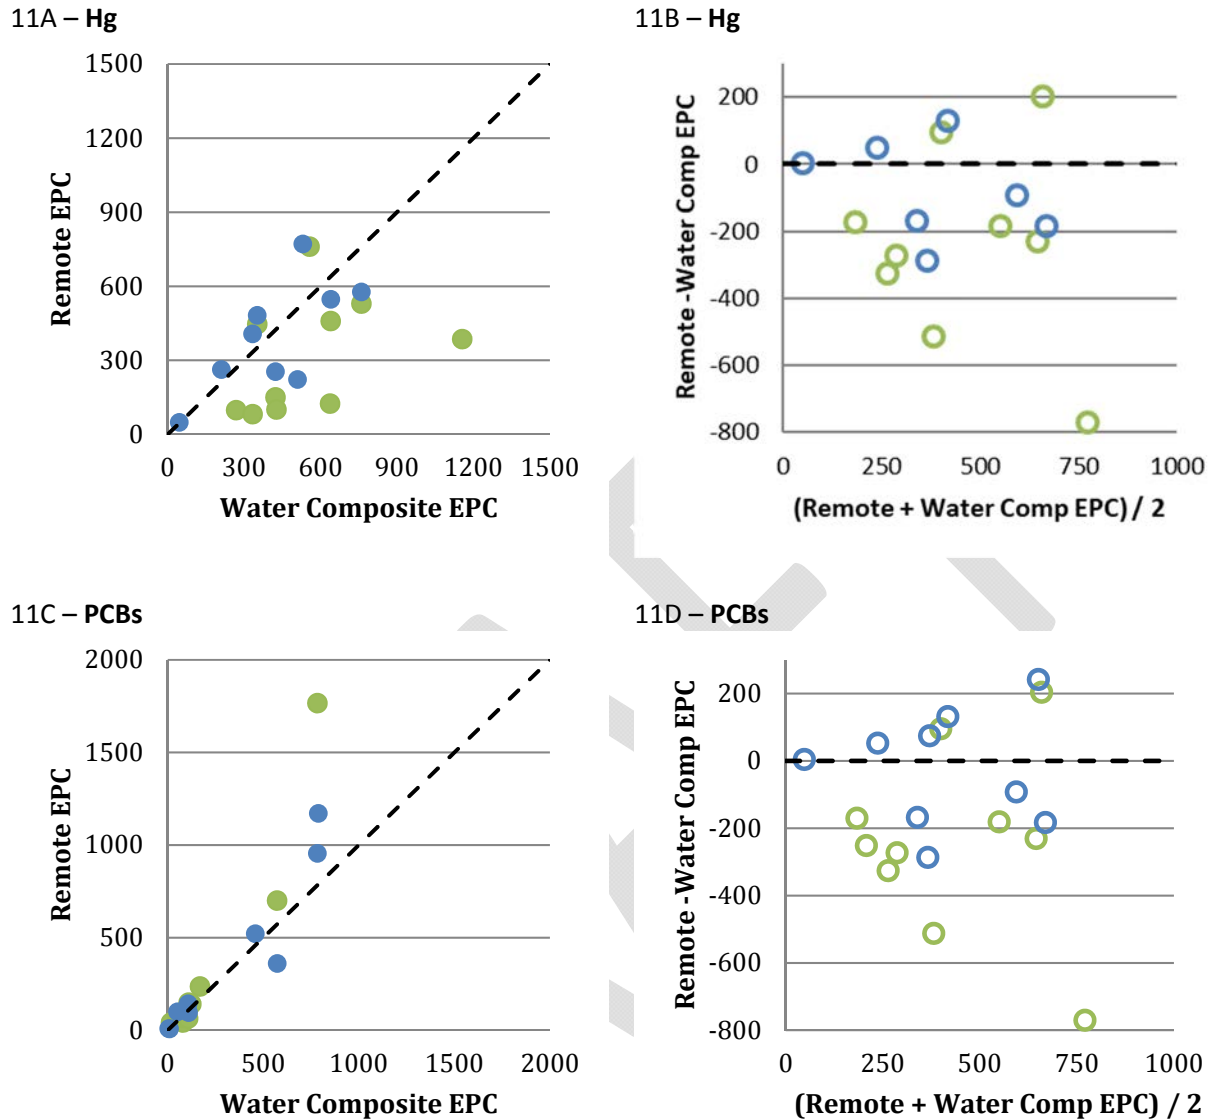 11A – Hg
1500
1200
900
600
300
0
0 300 600 900 1200 1500
Remote EPC
Water Composite EPC
11B – Hg
200
0
-200
-400
-600
-800
0 250 500 750 1000
Remote -Water Comp EPC
(Remote + Water Comp EPC) / 2
11C – PCBs
2000
1500
1000
500
0
0 500 1000 1500 2000
Remote EPC
Water Composite EPC
11D – PCBs
200
0
-200
-400
-600
-800
0 250 500 750 1000
Remote -Water Comp EPC
(Remote + Water Comp EPC) / 2